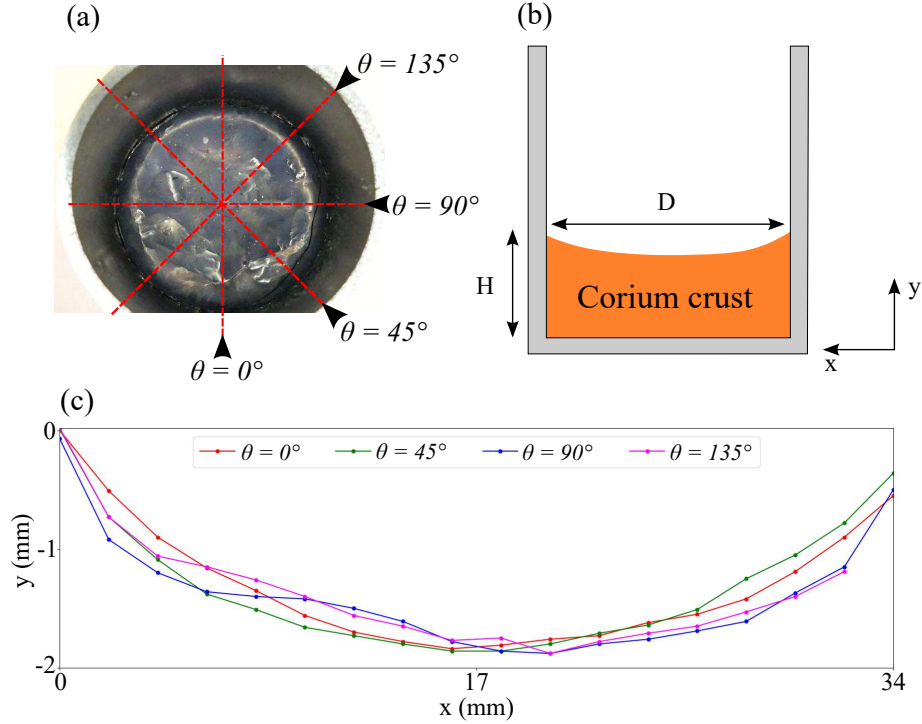 (a)
θ = 135°
θ = 90°
θ = 45°
θ = 0°
(b)
D
H
Corium crust
y
x
(c)
θ = 0°
θ = 45°
θ = 90°
θ = 135°
0
-1
-2
y (mm)
0
17
34
x (mm)